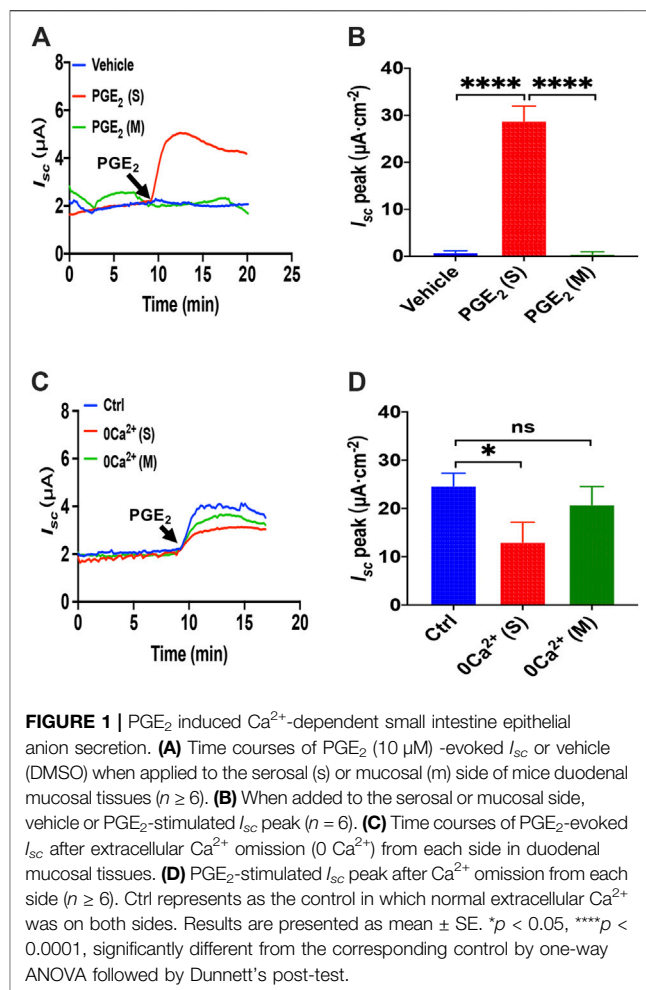 A
Vehicle
PGE₂ (S)
PGE₂ (M)
PGE₂
I_sc (μA)
8
6
4
2
0
0 5 10 15 20 25
Time (min)
B
**** ****
I_sc peak (μA·cm⁻²)
40
30
20
10
0
Vehicle
PGE₂ (S)
PGE₂ (M)
C
Ctrl
0Ca²⁺ (S)
0Ca²⁺ (M)
PGE₂
I_sc (μA)
8
6
4
2
0
0 5 10 15 20
Time (min)
D
ns
*
I_sc peak (μA·cm⁻²)
40
30
20
10
0
Ctrl
0Ca²⁺ (S)
0Ca²⁺ (M)
FIGURE 1 | PGE₂ induced Ca²⁺-dependent small intestine epithelial
anion secretion. (A) Time courses of PGE₂ (10 μM) -evoked I_sc or vehicle
(DMSO) when applied to the serosal (s) or mucosal (m) side of mice duodenal
mucosal tissues (n ≥ 6). (B) When added to the serosal or mucosal side,
vehicle or PGE₂-stimulated I_sc peak (n = 6). (C) Time courses of PGE₂-evoked
I_sc after extracellular Ca²⁺ omission (0 Ca²⁺) from each side in duodenal
mucosal tissues. (D) PGE₂-stimulated I_sc peak after Ca²⁺ omission from each
side (n ≥ 6). Ctrl represents as the control in which normal extracellular Ca²⁺
was on both sides. Results are presented as mean ± SE. *p < 0.05, ****p <
0.0001, significantly different from the corresponding control by one-way
ANOVA followed by Dunnett's post-test.